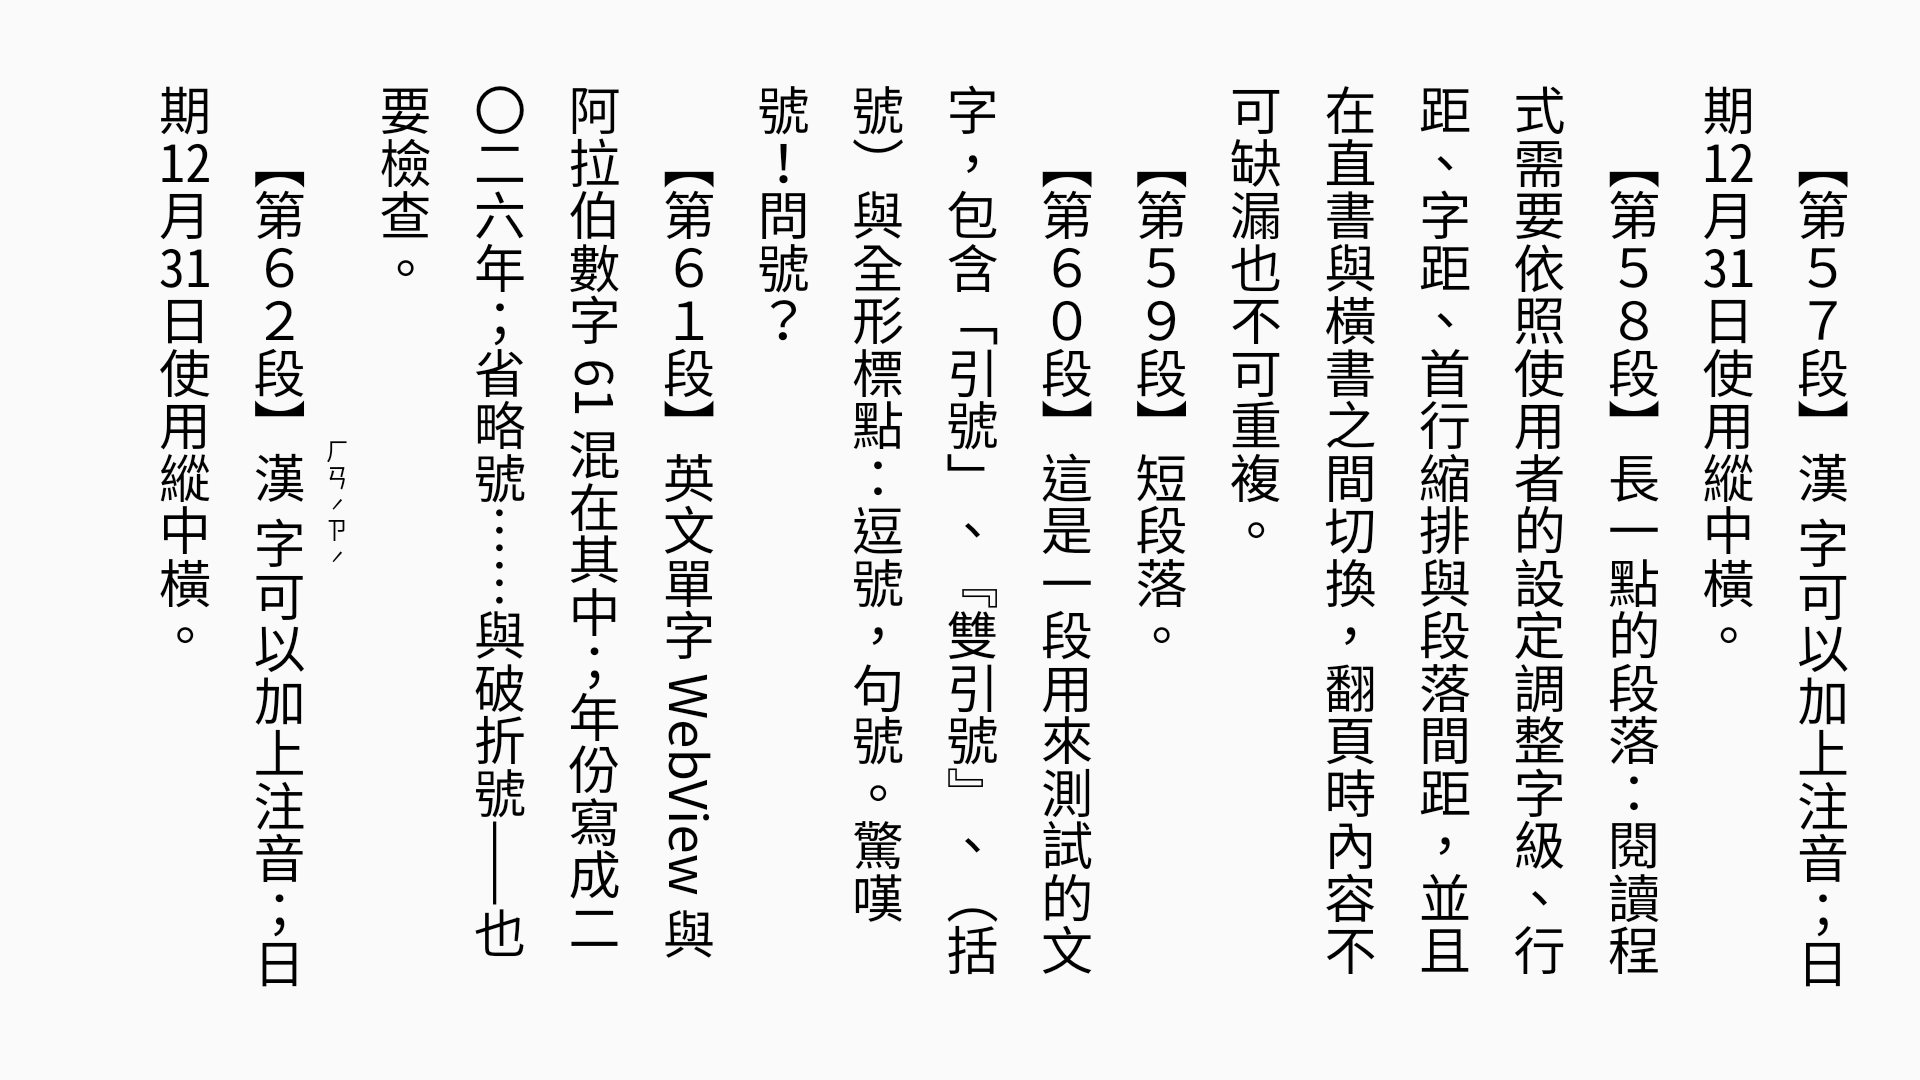 【第５７段】漢字可以加上注音；日
期12月31日使用縱中橫。
【第５８段】長一點的段落：閱讀程
式需要依照使用者的設定調整字級、行
距、字距、首行縮排與段落間距，並且
在直書與橫書之間切換，翻頁時內容不
可缺漏也不可重複。
【第５９段】短段落。
【第６０段】這是一段用來測試的文
字，包含「引號」、『雙引號』、（括
號）與全形標點：逗號，句號。驚嘆
號！問號？
【第６１段】英文單字 WebView 與
阿拉伯數字 61 混在其中；年份寫成二
〇二六年；省略號……與破折號——也
要檢查。
ㄏㄢˊㄗˋ
【第６２段】漢字可以加上注音；日
期12月31日使用縱中橫。